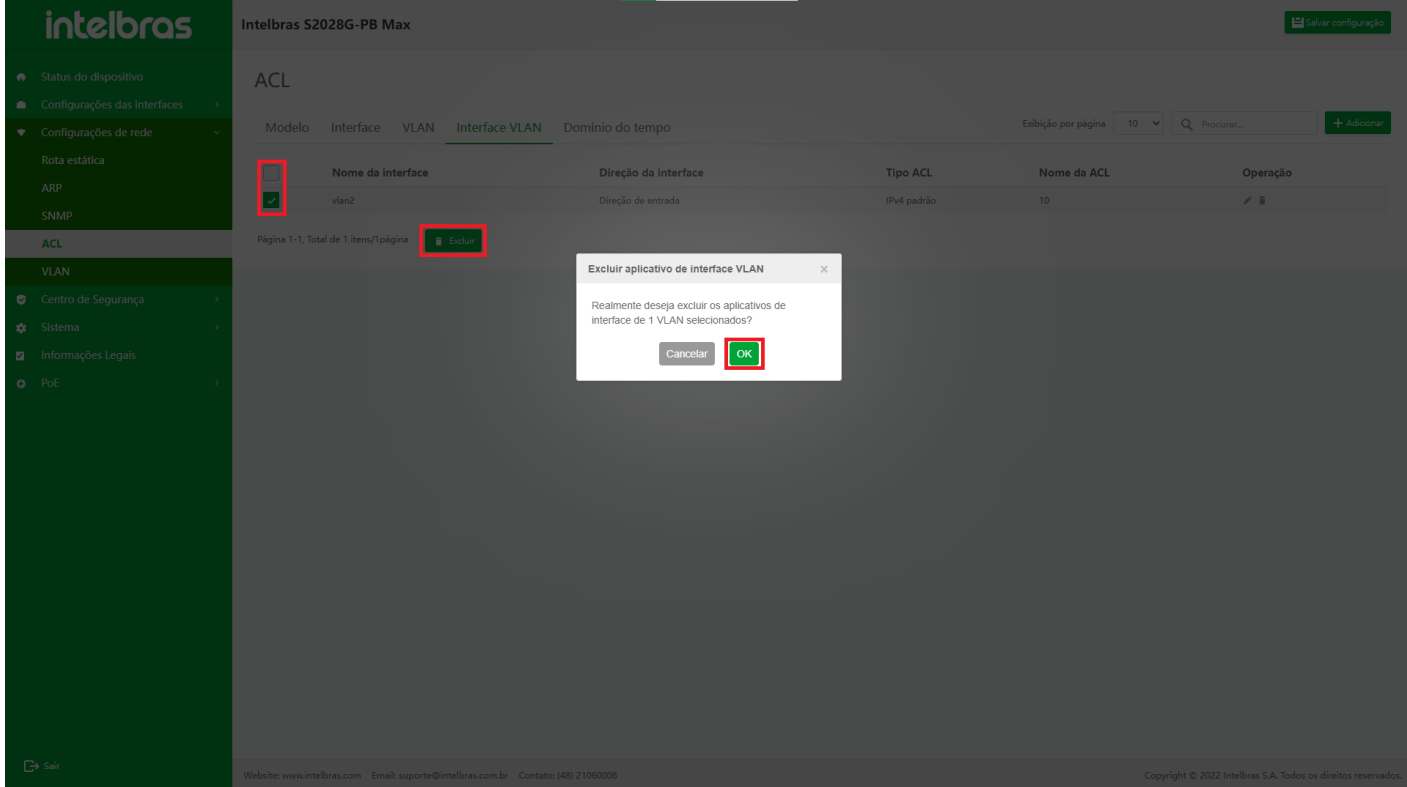 intelbras
Intelbras S2028G-PB Max
Salvar configuração
Status do dispositivo
Configurações das interfaces
Configurações de rede
Rota estática
ARP
SNMP
ACL
VLAN
Centro de Segurança
Sistema
Informações Legais
PoE
Sair
ACL
Modelo Interface VLAN Interface VLAN Domínio do tempo
Exibição por página 10 Procurar... + Adicionar
Nome da interface Direção da interface Tipo ACL Nome da ACL Operação
vlan2 Direção de entrada IPv4 padrão 10
Página 1-1, Total de 1 itens/1página Excluir
Excluir aplicativo de interface VLAN ×
Realmente deseja excluir os aplicativos de
interface de 1 VLAN selecionados?
Cancelar OK
Website: www.intelbras.com Email: suporte@intelbras.com.br Contato: (48) 21060006
Copyright © 2022 Intelbras S.A. Todos os direitos reservados.